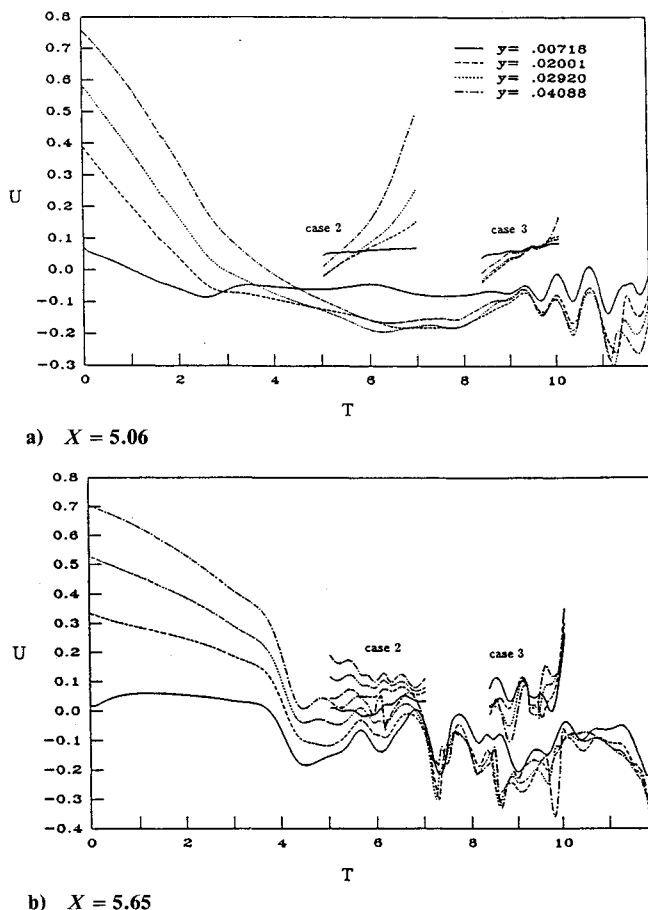 0.8
0.7
0.6
0.5
0.4
0.3
0.2
0.1
0.0
-0.1
-0.2
-0.3
U
y= .00718
y= .02001
y= .02920
y= .04088
case 2
case 3
0 2 4 6 8 10
T
a) X = 5.06
0.8
0.7
0.6
0.5
0.4
0.3
0.2
0.1
0.0
-0.1
-0.2
-0.3
-0.4
U
case 2
case 3
0 2 4 6 8 10
T
b) X = 5.65